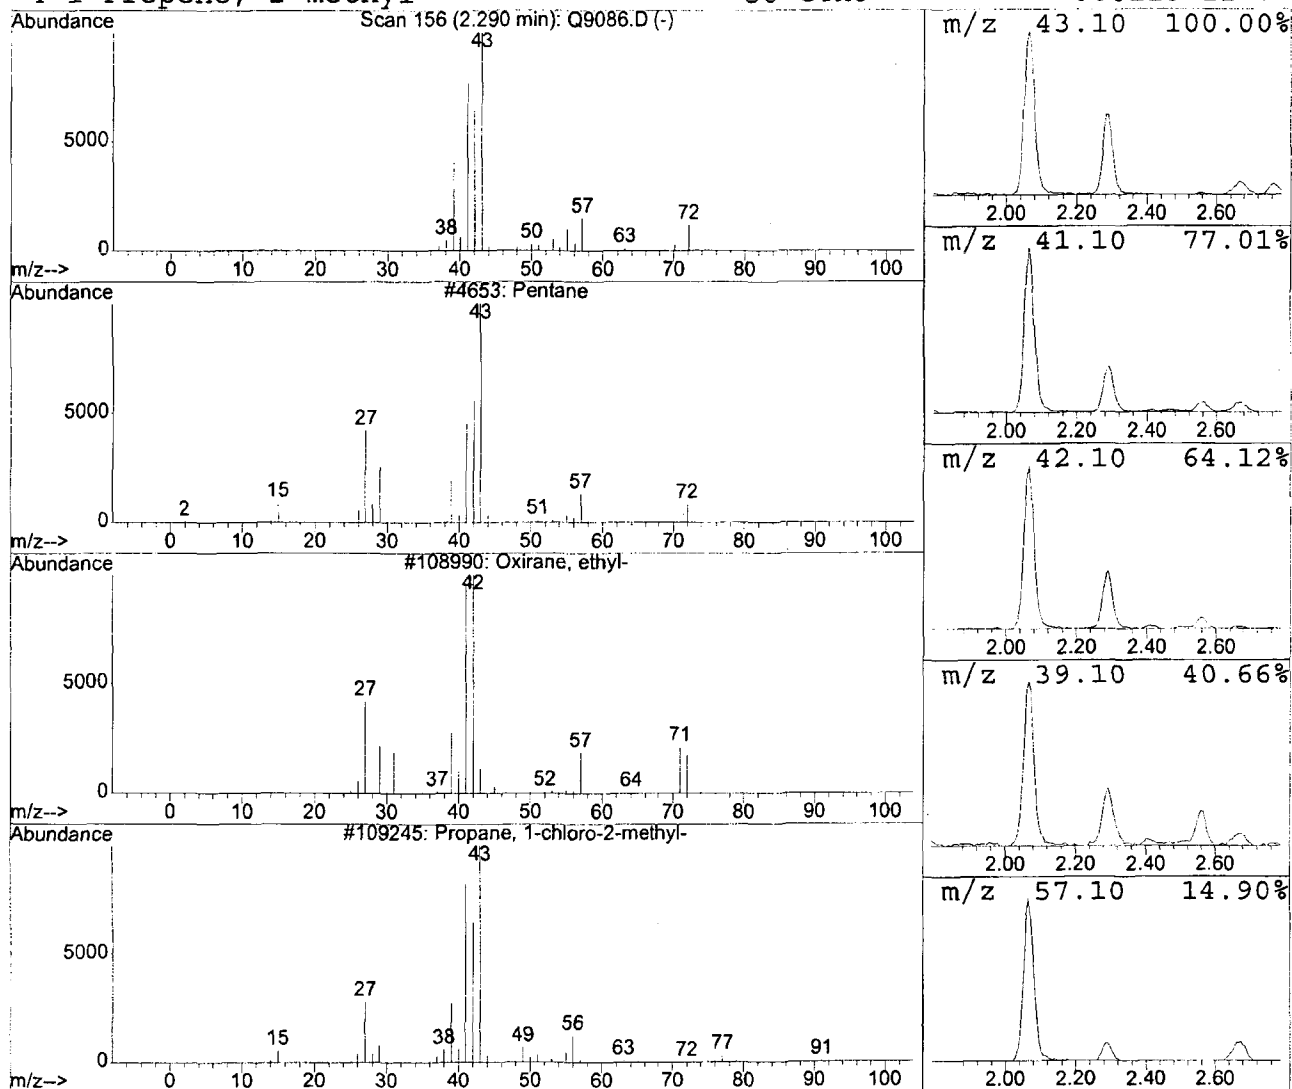 Abundance
Scan 156 (2.290 min): Q9086.D (-)
43
5000
38
50
57
63
72
0
m/z--> 0 10 20 30 40 50 60 70 80 90 100
Abundance
#4653: Pentane
43
5000
27
15
2
51
57
72
0
m/z--> 0 10 20 30 40 50 60 70 80 90 100
Abundance
#108990: Oxirane, ethyl-
42
5000
27
37
52
57
64
71
0
m/z--> 0 10 20 30 40 50 60 70 80 90 100
Abundance
#109245: Propane, 1-chloro-2-methyl-
43
5000
27
15
38
49
56
63
72
77
91
0
m/z--> 0 10 20 30 40 50 60 70 80 90 100
m/z 43.10 100.00%
2.00 2.20 2.40 2.60
m/z 41.10 77.01%
2.00 2.20 2.40 2.60
m/z 42.10 64.12%
2.00 2.20 2.40 2.60
m/z 39.10 40.66%
2.00 2.20 2.40 2.60
m/z 57.10 14.90%
2.00 2.20 2.40 2.60